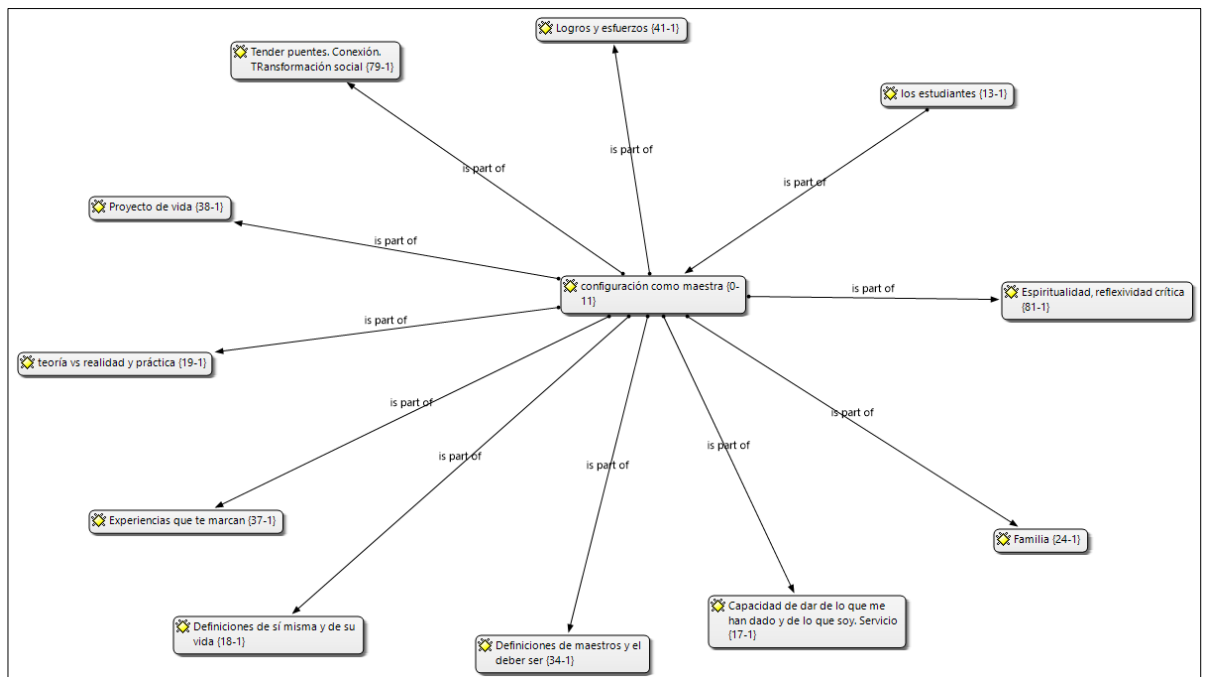 Logros y esfuerzos {41-1}
Tender puentes. Conexión.
TRansformación social {79-1}
los estudiantes {13-1}
is part of
is part of
is part of
Proyecto de vida {38-1}
is part of
configuración como maestra {0-
11}
is part of
Espiritualidad, reflexividad crítica
{81-1}
is part of
teoría vs realidad y práctica {19-1}
is part of
is part of
is part of
is part of
is part of
Experiencias que te marcan {37-1}
Familia {24-1}
Capacidad de dar de lo que me
han dado y de lo que soy. Servicio
{17-1}
Definiciones de sí misma y de su
vida {18-1}
Definiciones de maestros y el
deber ser {34-1}